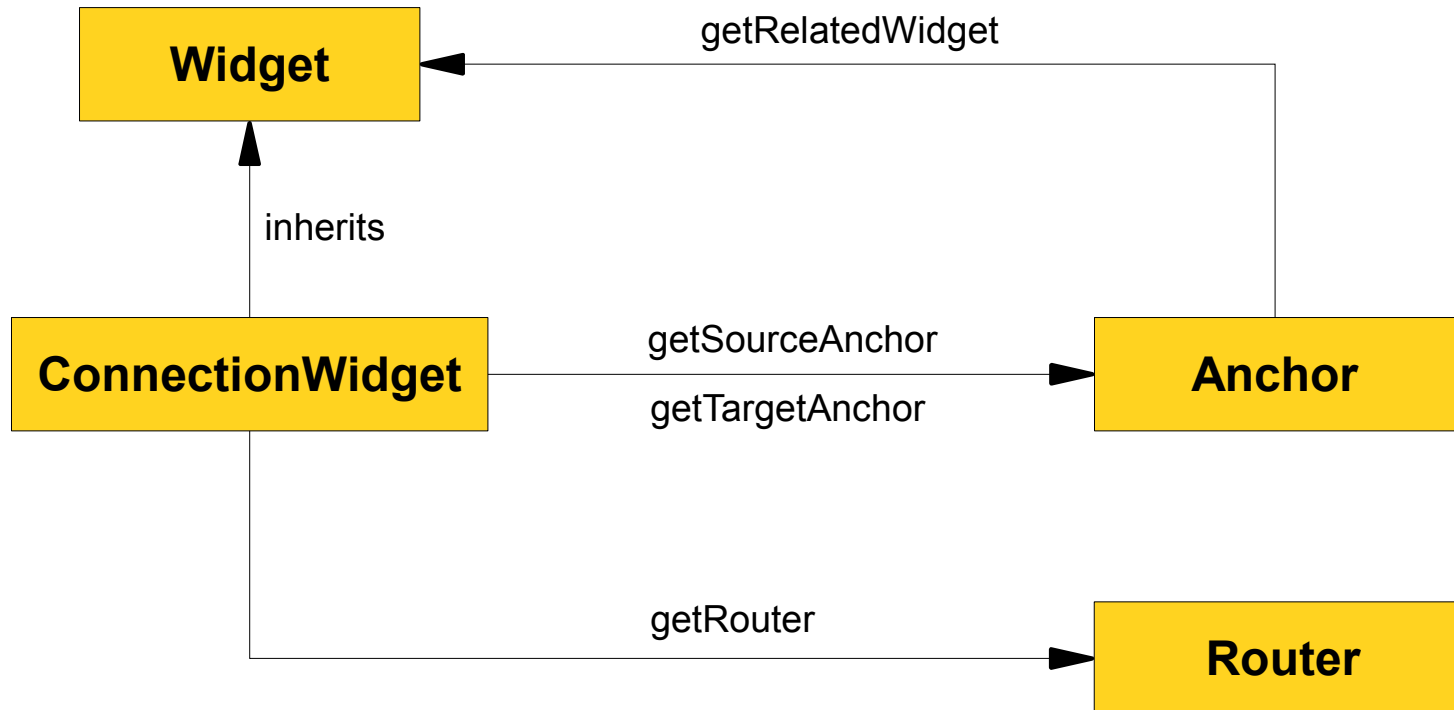 getRelatedWidget
Widget
inherits
getSourceAnchor
ConnectionWidget
Anchor
getTargetAnchor
getRouter
Router